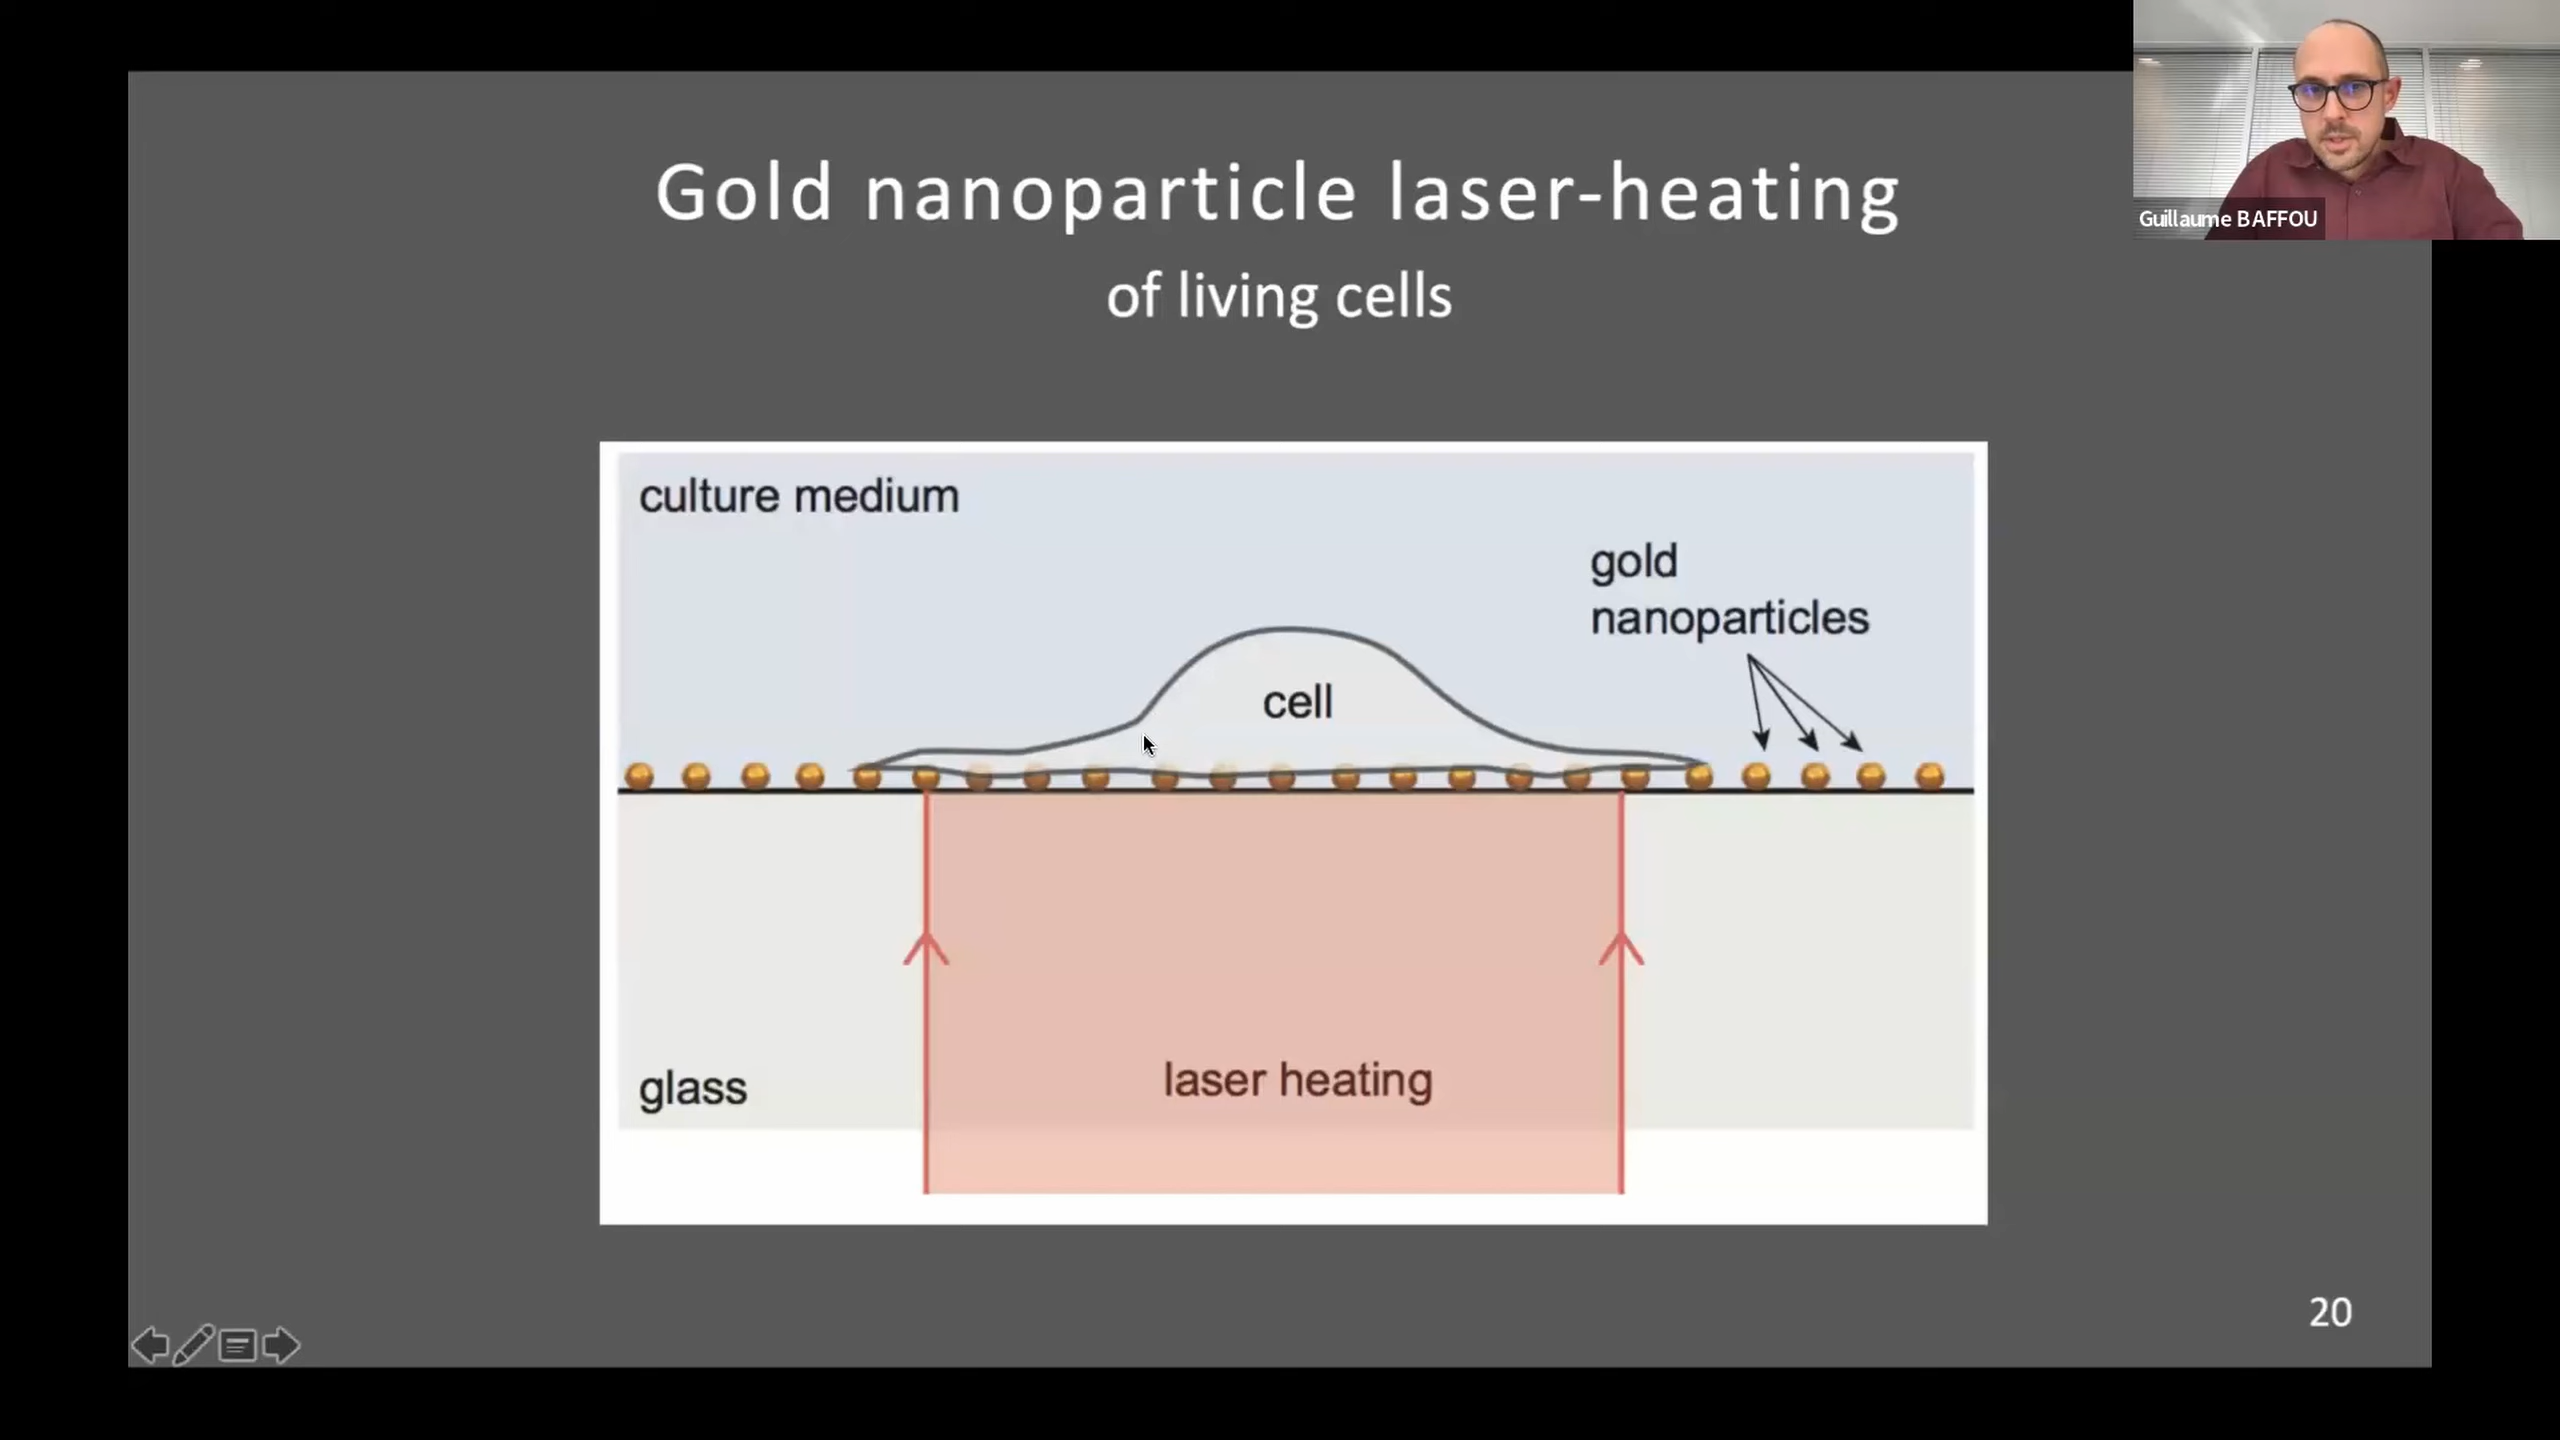 Gold nanoparticle laser-heating
of living cells
Guillaume BAFFOU
culture medium
gold
nanoparticles
cell
glass
laser heating
20